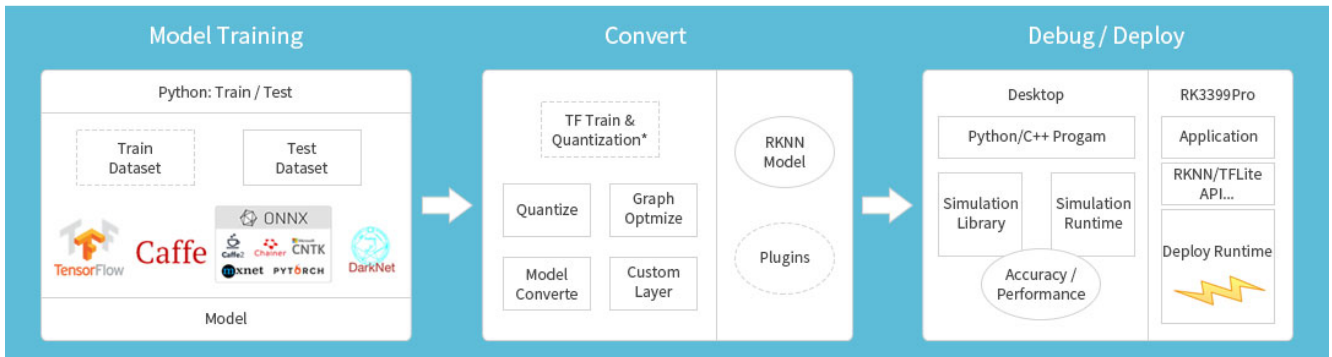 Model Training
Python: Train / Test
Train
Dataset
Test
Dataset
TensorFlow
Caffe
ONNX
Caffe2
Chainer
Microsoft
CNTK
mxnet
PYTÓRCH
DarkNet
Model
Convert
TF Train &
Quantization*
Quantize
Graph
Optmize
Model
Converte
Custom
Layer
RKNN
Model
Plugins
Debug / Deploy
Desktop
Python/C++ Progam
Simulation
Library
Simulation
Runtime
Accuracy /
Performance
RK3399Pro
Application
RKNN/TFLite
API...
Deploy Runtime